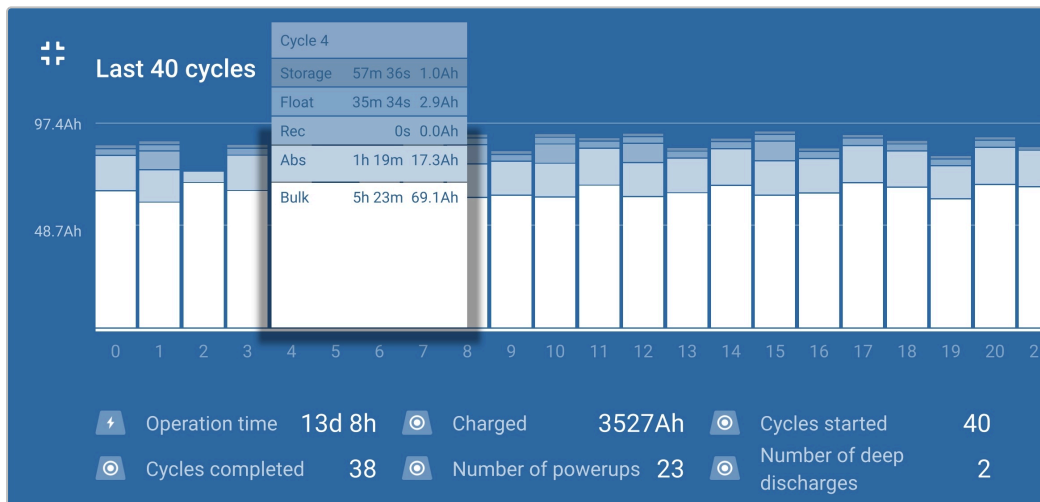 Last 40 cycles
Cycle 4
Storage 57m 36s 1.0Ah
Float 35m 34s 2.9Ah
Rec 0s 0.0Ah
Abs 1h 19m 17.3Ah
Bulk 5h 23m 69.1Ah
97.4Ah
48.7Ah
0 1 2 3 4 5 6 7 8 9 10 11 12 13 14 15 16 17 18 19 20
Operation time 13d 8h Charged 3527Ah Cycles started 40
Cycles completed 38 Number of powerups 23 Number of deep
discharges 2